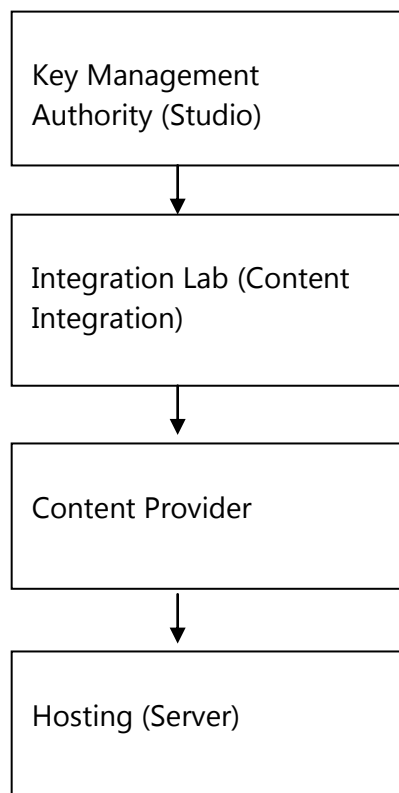 Key Management
Authority (Studio)
Integration Lab (Content
Integration)
Content Provider
Hosting (Server)